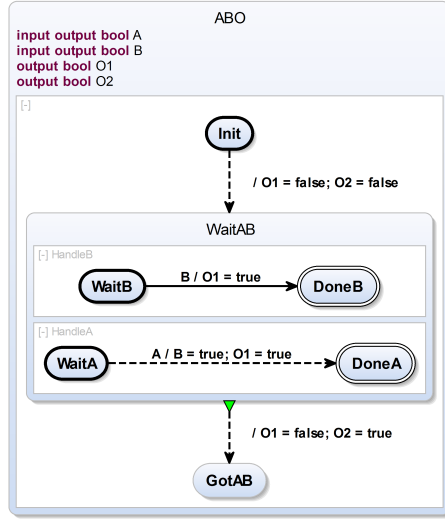 ABO
input output bool A
input output bool B
output bool O1
output bool O2
[-]
Init
/ O1 = false; O2 = false
WaitAB
[-] HandleB
WaitB
B / O1 = true
DoneB
[-] HandleA
WaitA
A / B = true; O1 = true
DoneA
/ O1 = false; O2 = true
GotAB